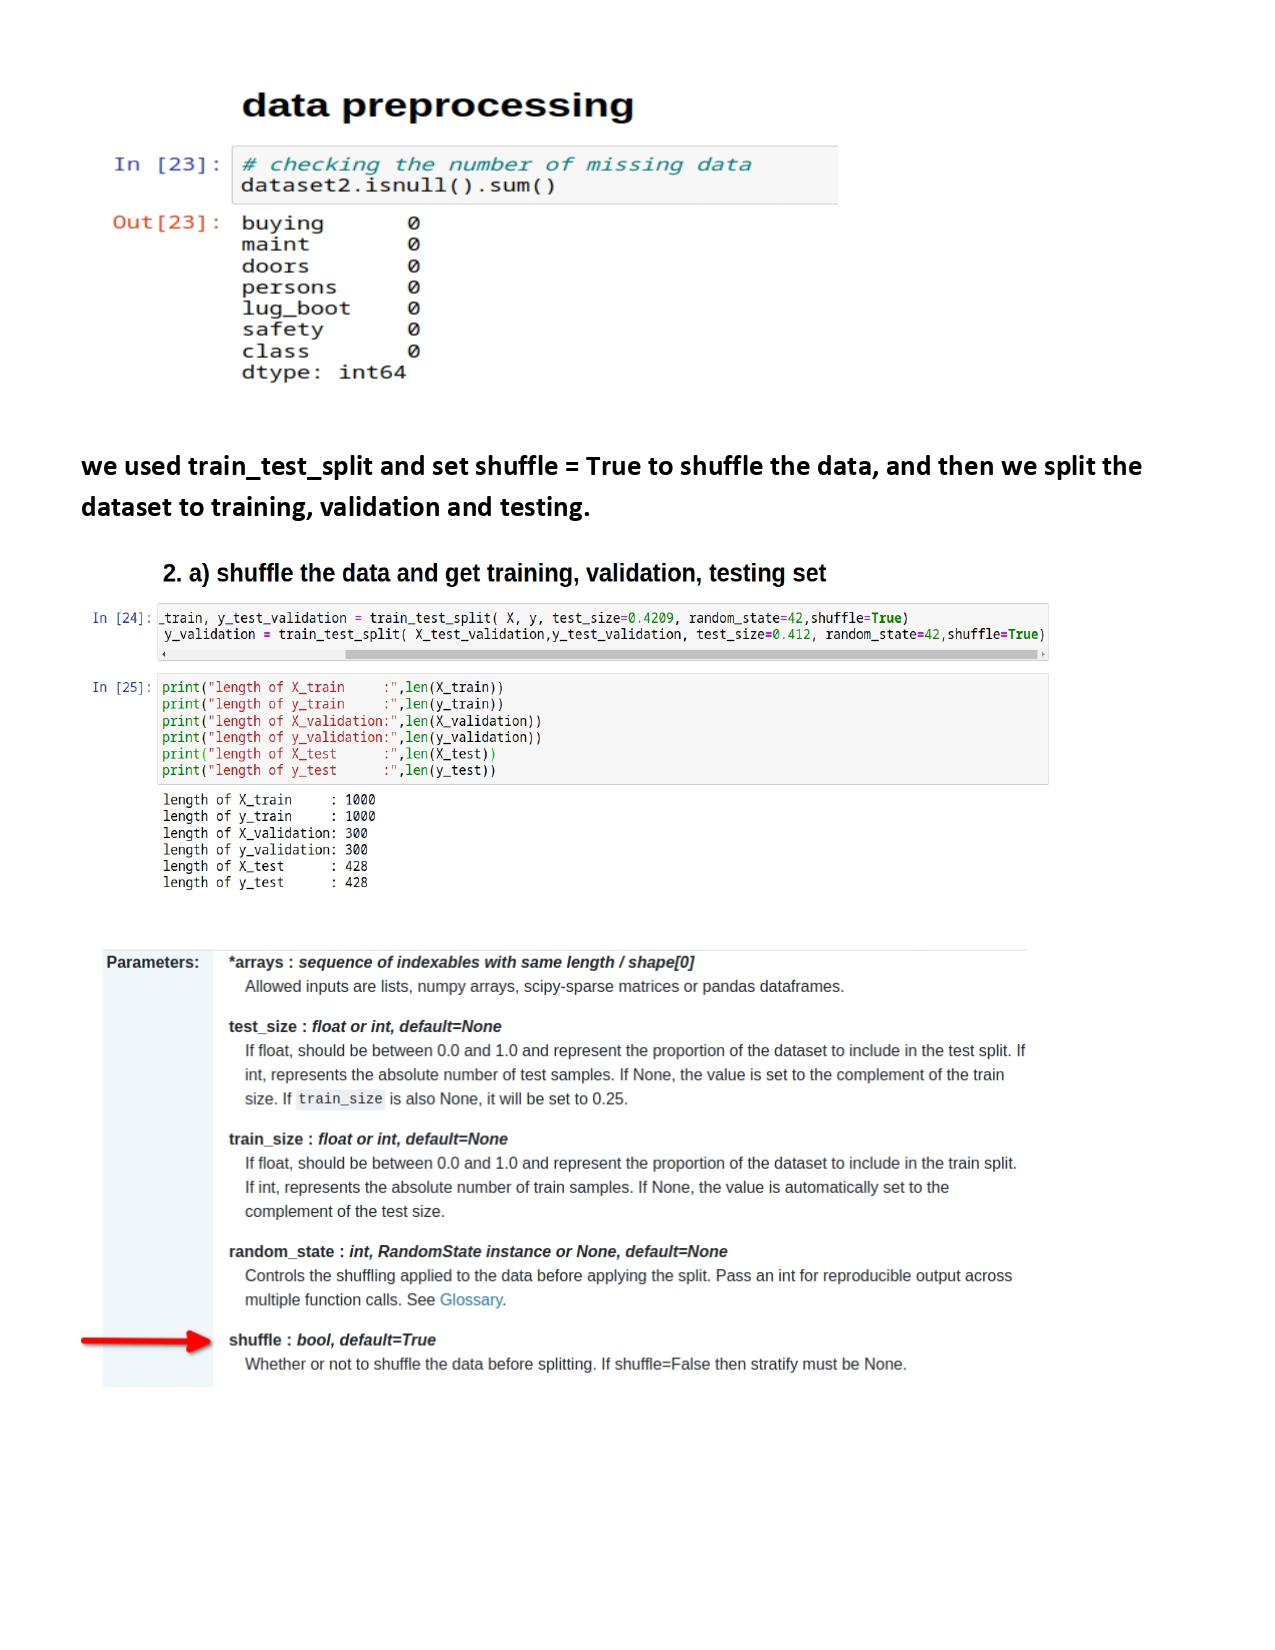 data preprocessing
In [23]: # checking the number of missing data
dataset2.isnull().sum()
Out[23]: buying 0
maint 0
doors 0
persons 0
lug_boot 0
safety 0
class 0
dtype: int64
we used train_test_split and set shuffle = True to shuffle the data, and then we split the
dataset to training, validation and testing.
2. a) shuffle the data and get training, validation, testing set
In [24]: _train, y_test_validation = train_test_split( X, y, test_size=0.4209, random_state=42,shuffle=True)
y_validation = train_test_split( X_test_validation,y_test_validation, test_size=0.412, random_state=42,shuffle=True)
In [25]: print("length of X_train     :",len(X_train))
print("length of y_train     :",len(y_train))
print("length of X_validation:",len(X_validation))
print("length of y_validation:",len(y_validation))
print("length of X_test      :",len(X_test))
print("length of y_test      :",len(y_test))
length of X_train     : 1000
length of y_train     : 1000
length of X_validation: 300
length of y_validation: 300
length of X_test      : 428
length of y_test      : 428
Parameters: *arrays : sequence of indexables with same length / shape[0]
Allowed inputs are lists, numpy arrays, scipy-sparse matrices or pandas dataframes.
test_size : float or int, default=None
If float, should be between 0.0 and 1.0 and represent the proportion of the dataset to include in the test split. If
int, represents the absolute number of test samples. If None, the value is set to the complement of the train
size. If train_size is also None, it will be set to 0.25.
train_size : float or int, default=None
If float, should be between 0.0 and 1.0 and represent the proportion of the dataset to include in the train split.
If int, represents the absolute number of train samples. If None, the value is automatically set to the
complement of the test size.
random_state : int, RandomState instance or None, default=None
Controls the shuffling applied to the data before applying the split. Pass an int for reproducible output across
multiple function calls. See Glossary.
shuffle : bool, default=True
Whether or not to shuffle the data before splitting. If shuffle=False then stratify must be None.